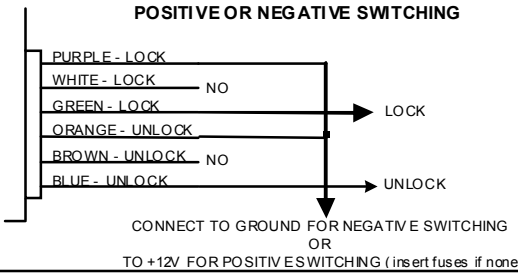 POSITIVE OR NEGATIVE SWITCHING
PURPLE - LOCK
WHITE - LOCK NO
GREEN - LOCK LOCK
ORANGE - UNLOCK
BROWN - UNLOCK NO
BLUE - UNLOCK UNLOCK
CONNECT TO GROUND FOR NEGATIVE SWITCHING
OR
TO +12V FOR POSITIVE SWITCHING (insert fuses if none